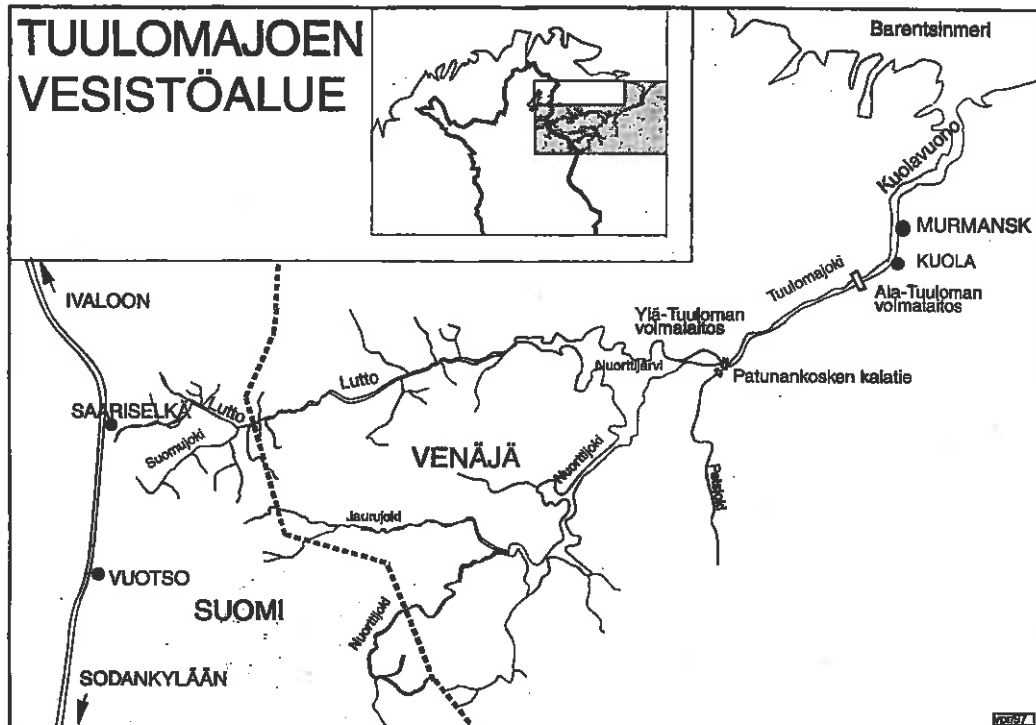 TUULOMAJOEN
VESISTÖALUE
Barentsinmeri
Kuolavuono
MURMANSK
KUOLA
Tuulomajoki
Ala-Tuuloman
voimalaitos
IVALOON
Ylä-Tuuloman
voimalaitos
Nuorttijärvi
Patunankosken kalatie
Lutto
SAARISELKÄ
Lutto
Suomujoki
VENÄJÄ
Nuorttijoki
Petsjoki
Jaurujoki
VUOTSO
SUOMI
Nuorttijoki
SODANKYLÄÄN